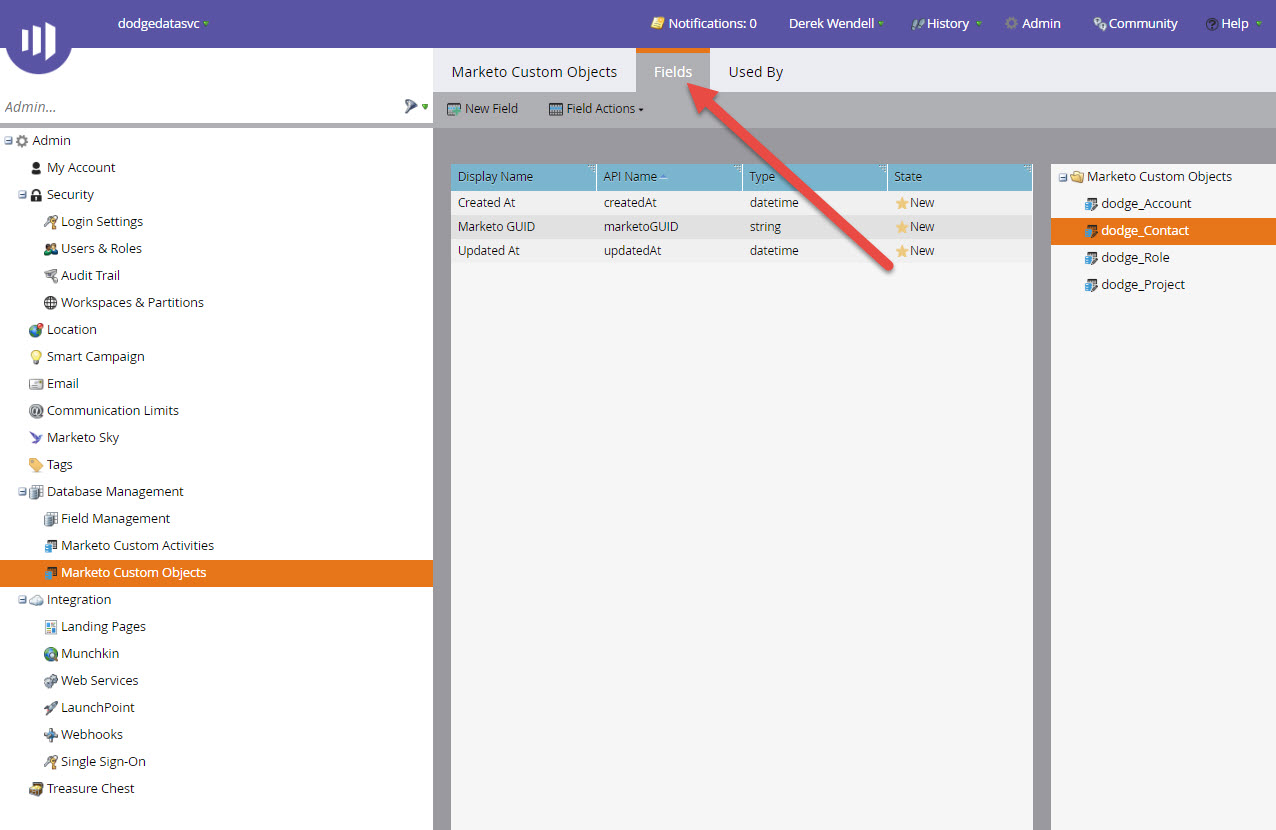 dodgedatasvc
Notifications: 0
Derek Wendell
History
Admin
Community
Help
Marketo Custom Objects
Fields
Used By
Admin...
New Field
Field Actions
Admin
My Account
Security
Login Settings
Users & Roles
Audit Trail
Workspaces & Partitions
Location
Smart Campaign
Email
Communication Limits
Marketo Sky
Tags
Database Management
Field Management
Marketo Custom Activities
Marketo Custom Objects
Integration
Landing Pages
Munchkin
Web Services
LaunchPoint
Webhooks
Single Sign-On
Treasure Chest
Display Name API Name Type State
Created At createdAt datetime New
Marketo GUID marketoGUID string New
Updated At updatedAt datetime New
Marketo Custom Objects
dodge_Account
dodge_Contact
dodge_Role
dodge_Project